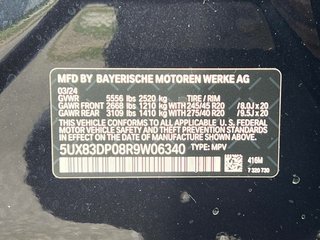 MFD BY BAYERISCHE MOTOREN WERKE AG
03/24
GVWR 5556 lbs 2520 kg TIRE / RIM
GAWR FRONT 2668 lbs 1210 kg WITH 245/45 R20 / 8.0J x 20
GAWR REAR 3109 lbs 1410 kg WITH 275/40 R20 / 9.5J x 20
THIS VEHICLE CONFORMS TO ALL APPLICABLE U.S. FEDERAL
MOTOR VEHICLE SAFETY STANDARDS IN EFFECT ON THE
DATE OF MANUFACTURE SHOWN ABOVE.
5UX83DP08R9W06340 TYPE: MPV 416M
7 320 730